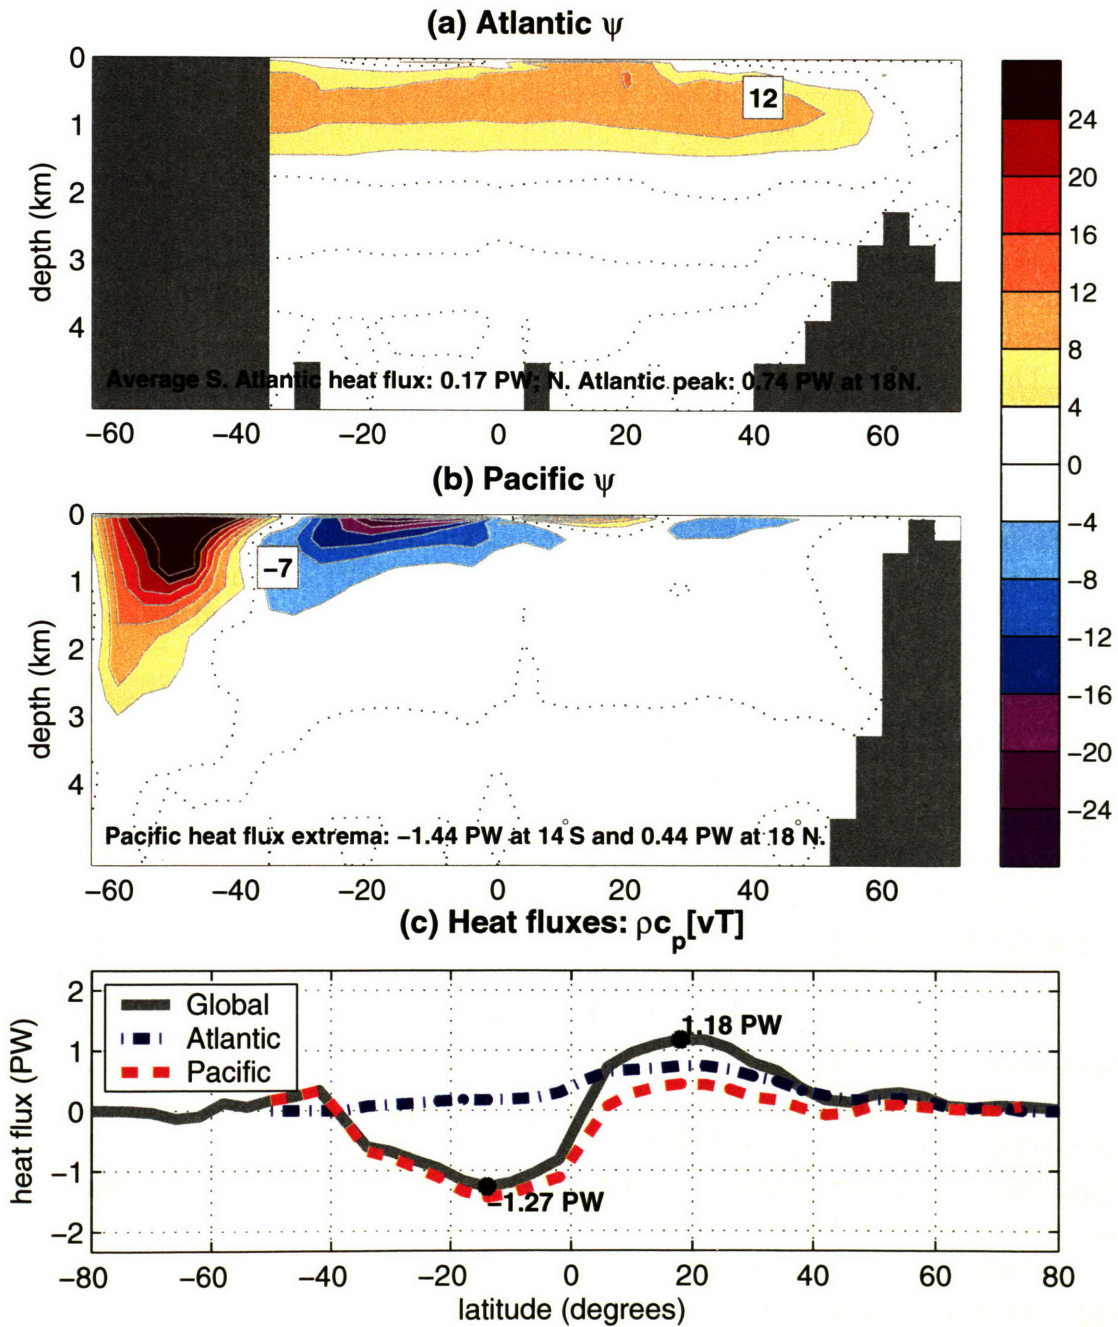 (a) Atlantic ψ
0
1
2
3
4
depth (km)
12
Average S. Atlantic heat flux: 0.17 PW; N. Atlantic peak: 0.74 PW at 18°N.
−60 −40 −20 0 20 40 60
24
20
16
12
8
4
0
−4
−8
−12
−16
−20
−24
(b) Pacific ψ
0
1
2
3
4
depth (km)
−7
Pacific heat flux extrema: −1.44 PW at 14°S and 0.44 PW at 18°N.
−60 −40 −20 0 20 40 60
(c) Heat fluxes: ρcp[vT]
2
1
0
−1
−2
heat flux (PW)
Global
Atlantic
Pacific
1.18 PW
−1.27 PW
−80 −60 −40 −20 0 20 40 60 80
latitude (degrees)